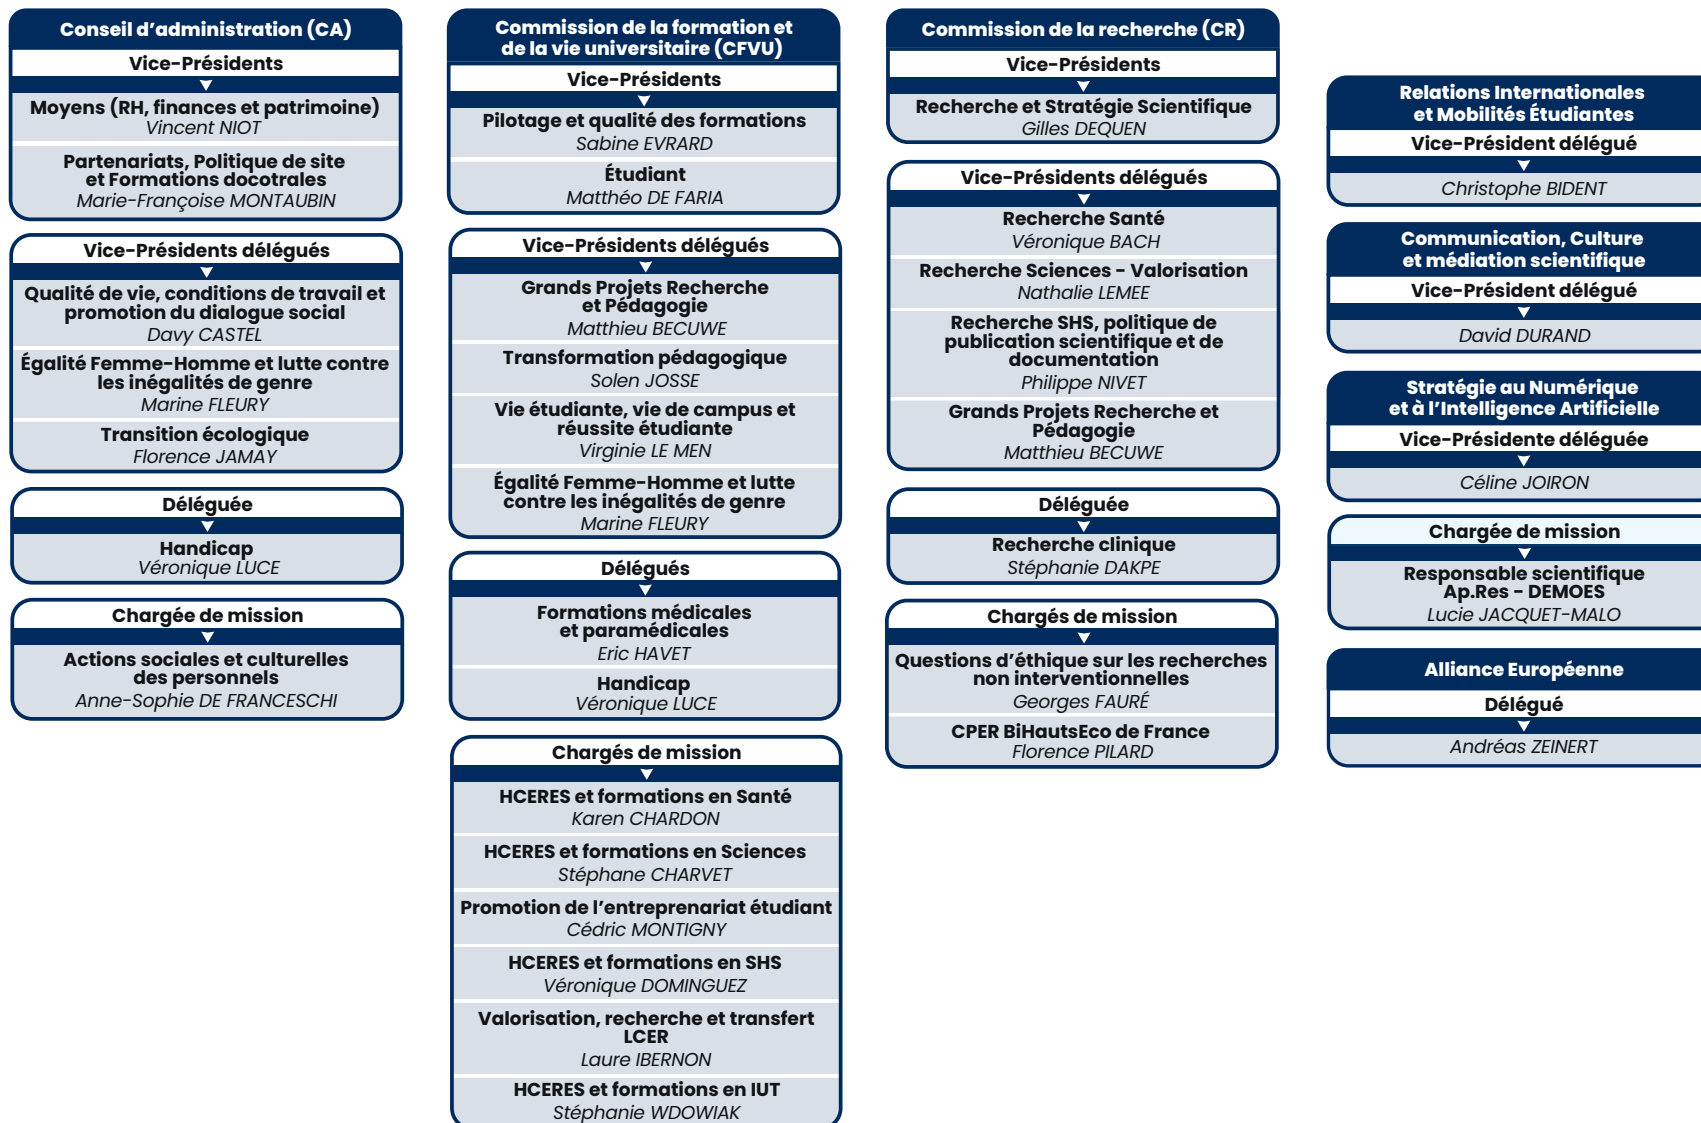 Conseil d'administration (CA)
Vice-Présidents
Moyens (RH, finances et patrimoine)
Vincent NIOT
Partenariats, Politique de site
et Formations docotrales
Marie-Françoise MONTAUBIN
Vice-Présidents délégués
Qualité de vie, conditions de travail et
promotion du dialogue social
Davy CASTEL
Égalité Femme-Homme et lutte contre
les inégalités de genre
Marine FLEURY
Transition écologique
Florence JAMAY
Déléguée
Handicap
Véronique LUCE
Chargée de mission
Actions sociales et culturelles
des personnels
Anne-Sophie DE FRANCESCHI
Commission de la formation et
de la vie universitaire (CFVU)
Vice-Présidents
Pilotage et qualité des formations
Sabine EVRARD
Étudiant
Matthéo DE FARIA
Vice-Présidents délégués
Grands Projets Recherche
et Pédagogie
Matthieu BECUWE
Transformation pédagogique
Solen JOSSE
Vie étudiante, vie de campus et
réussite étudiante
Virginie LE MEN
Égalité Femme-Homme et lutte
contre les inégalités de genre
Marine FLEURY
Délégués
Formations médicales
et paramédicales
Eric HAVET
Handicap
Véronique LUCE
Chargés de mission
HCERES et formations en Santé
Karen CHARDON
HCERES et formations en Sciences
Stéphane CHARVET
Promotion de l'entreprenariat étudiant
Cédric MONTIGNY
HCERES et formations en SHS
Véronique DOMINGUEZ
Valorisation, recherche et transfert
LCER
Laure IBERNON
HCERES et formations en IUT
Stéphanie WDOWIAK
Commission de la recherche (CR)
Vice-Présidents
Recherche et Stratégie Scientifique
Gilles DEQUEN
Vice-Présidents délégués
Recherche Santé
Véronique BACH
Recherche Sciences - Valorisation
Nathalie LEMEE
Recherche SHS, politique de
publication scientifique et de
documentation
Philippe NIVET
Grands Projets Recherche et
Pédagogie
Matthieu BECUWE
Déléguée
Recherche clinique
Stéphanie DAKPE
Chargés de mission
Questions d'éthique sur les recherches
non interventionnelles
Georges FAURÉ
CPER BiHautsEco de France
Florence PILARD
Relations Internationales
et Mobilités Étudiantes
Vice-Président délégué
Christophe BIDENT
Communication, Culture
et médiation scientifique
Vice-Président délégué
David DURAND
Stratégie au Numérique
et à l'Intelligence Artificielle
Vice-Présidente déléguée
Céline JOIRON
Chargée de mission
Responsable scientifique
Ap.Res - DEMOES
Lucie JACQUET-MALO
Alliance Européenne
Délégué
Andréas ZEINERT